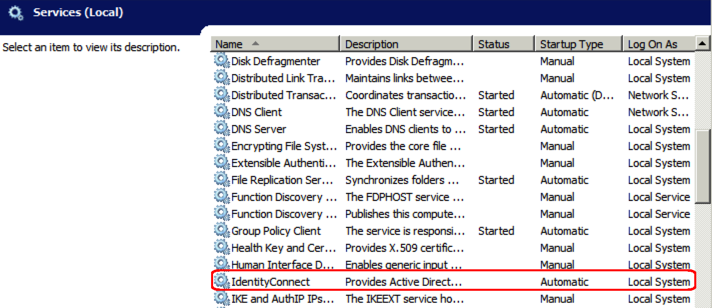 Services (Local)
Select an item to view its description.
Name Description Status Startup Type Log On As
Disk Defragmenter Provides Disk Defragm... Manual Local System
Distributed Link Tra... Maintains links betwee... Manual Local System
Distributed Transac... Coordinates transactio... Started Automatic (D... Network S...
DNS Client The DNS Client service... Started Automatic Network S...
DNS Server Enables DNS clients to ... Started Automatic Local System
Encrypting File Syst... Provides the core file ... Manual Local System
Extensible Authenti... The Extensible Authen... Manual Local System
File Replication Ser... Synchronizes folders ... Started Automatic Local System
Function Discovery ... The FDPHOST service ... Manual Local Service
Function Discovery ... Publishes this compute... Manual Local Service
Group Policy Client The service is responsi... Started Automatic Local System
Health Key and Cer... Provides X.509 certific... Manual Local System
Human Interface D... Enables generic input ... Manual Local System
IdentityConnect Provides Active Direct... Automatic Local System
IKE and AuthIP IPs... The IKEEXT service ho... Manual Local System